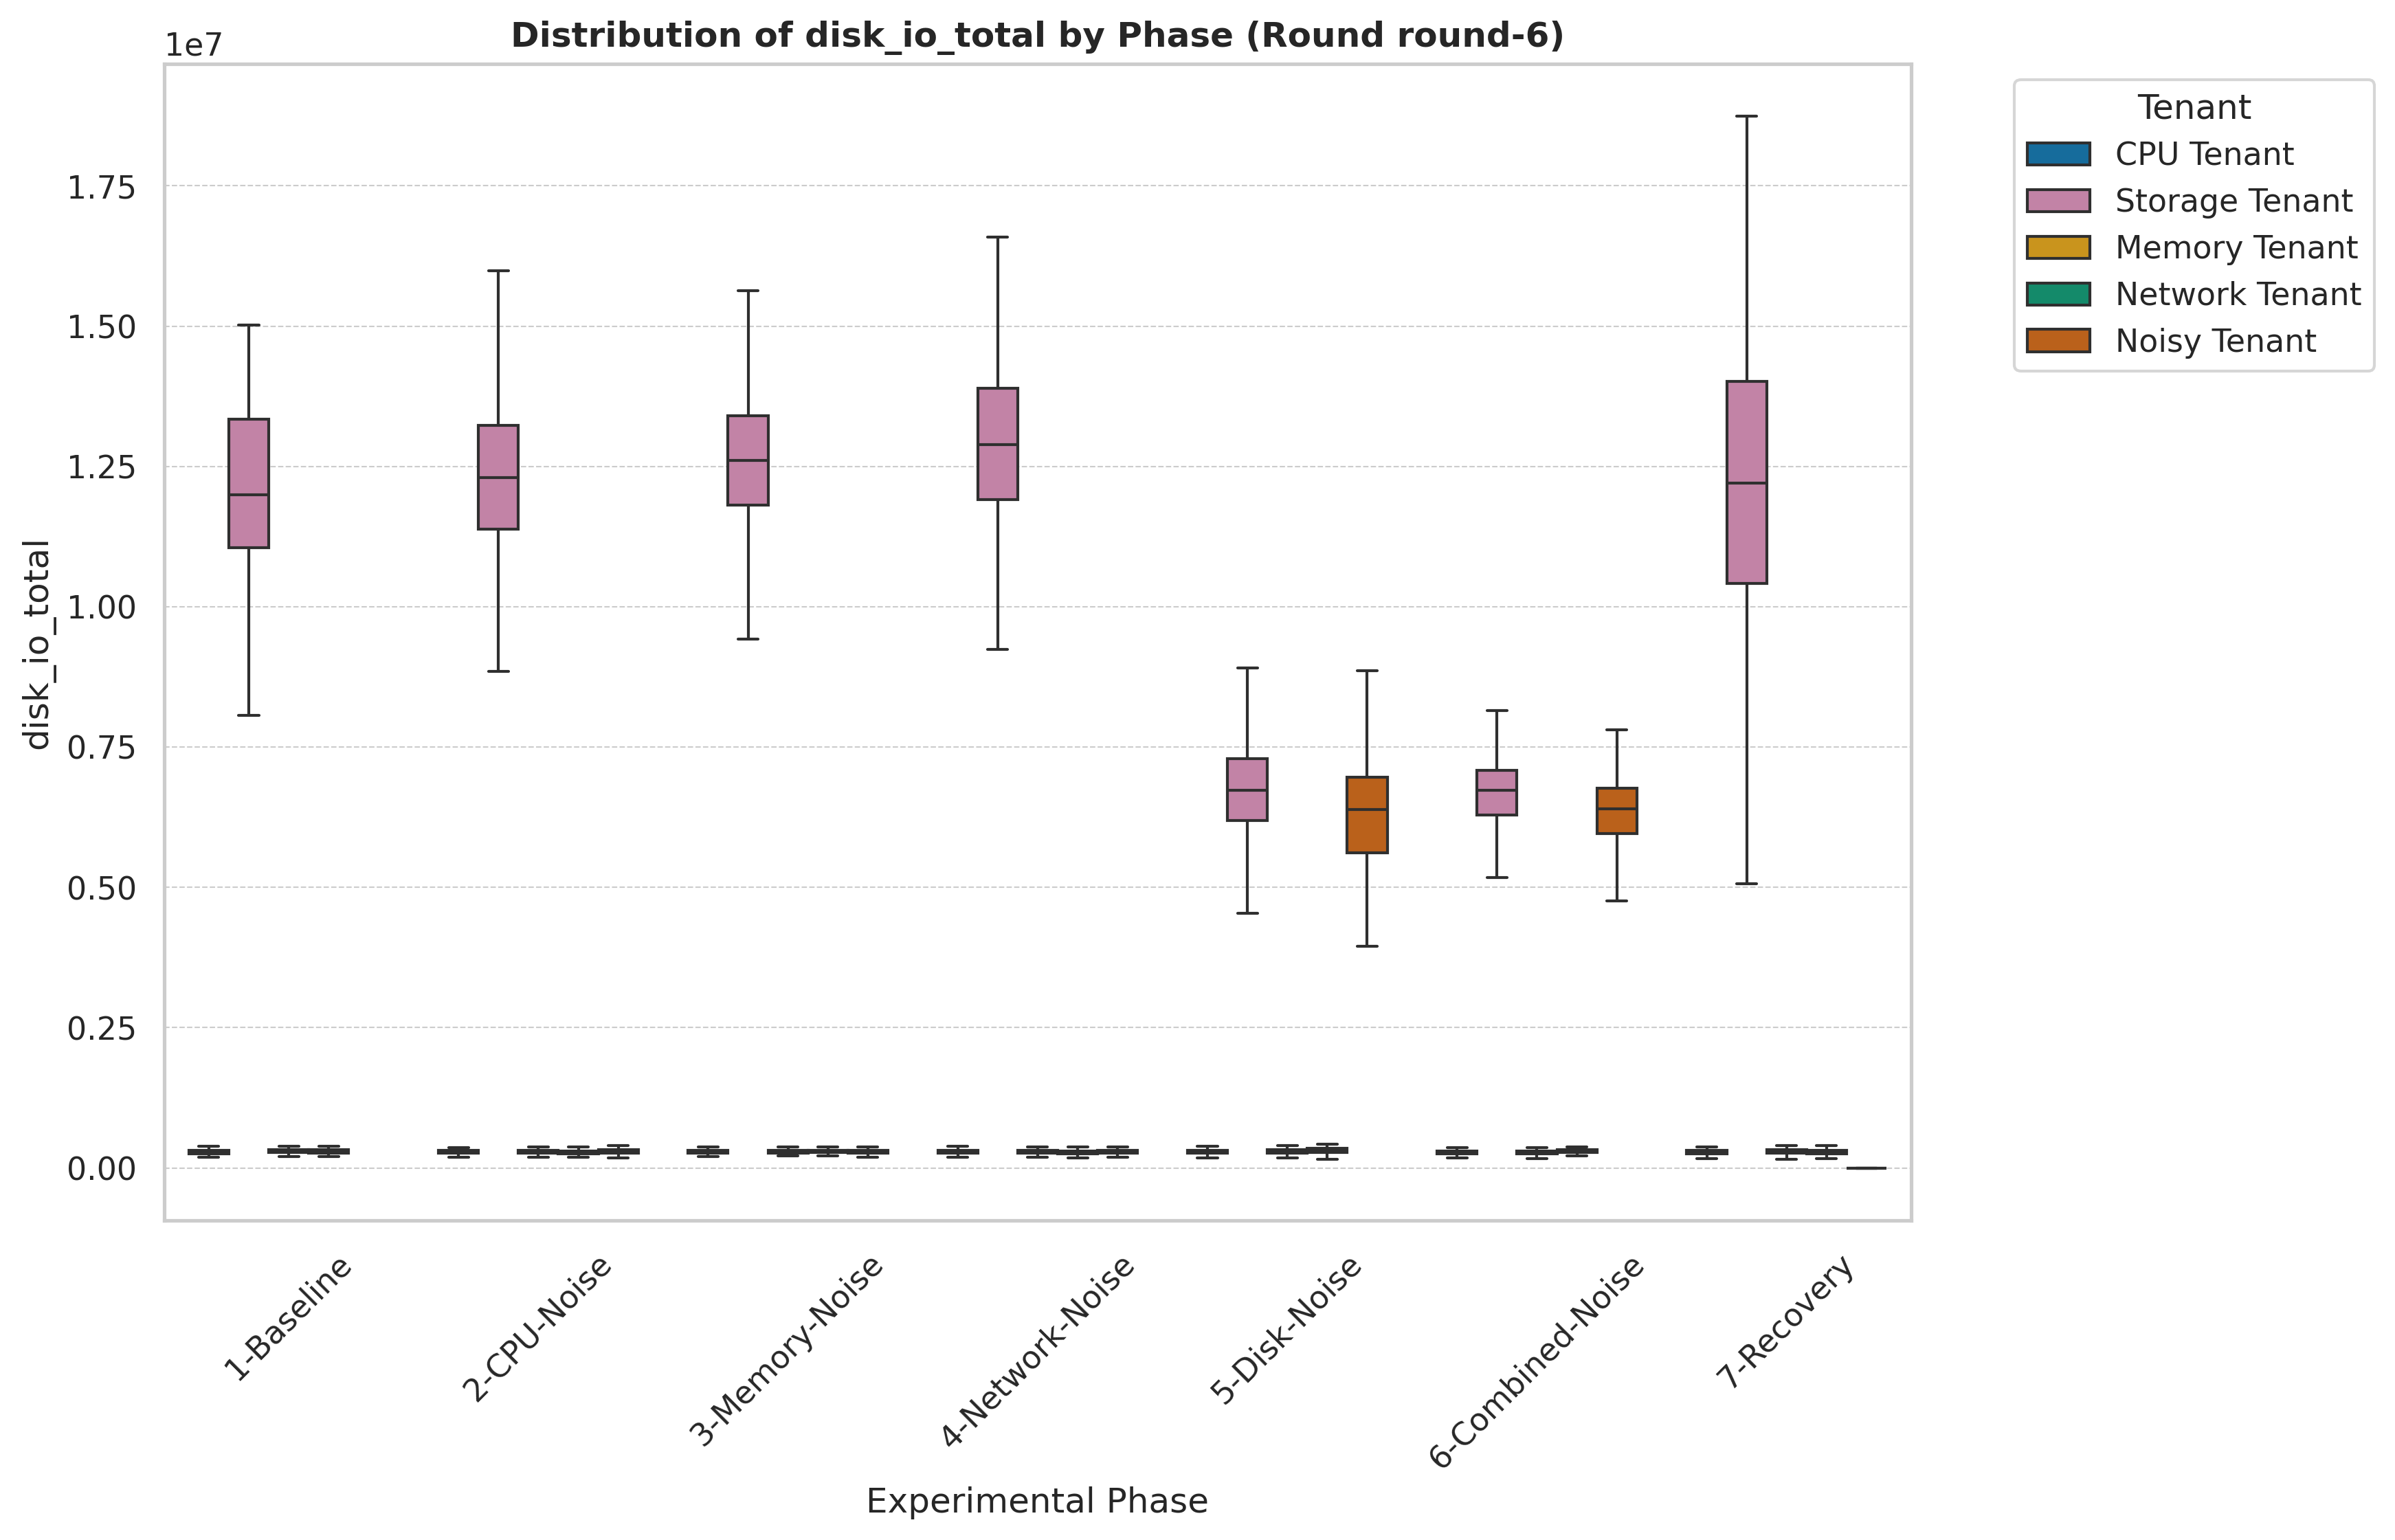 Distribution of disk_io_total by Phase (Round round-6)
1e7
1.75
1.50
1.25
1.00
0.75
0.50
0.25
0.00
disk_io_total
1-Baseline
2-CPU-Noise
3-Memory-Noise
4-Network-Noise
5-Disk-Noise
6-Combined-Noise
7-Recovery
Experimental Phase
Tenant
CPU Tenant
Storage Tenant
Memory Tenant
Network Tenant
Noisy Tenant